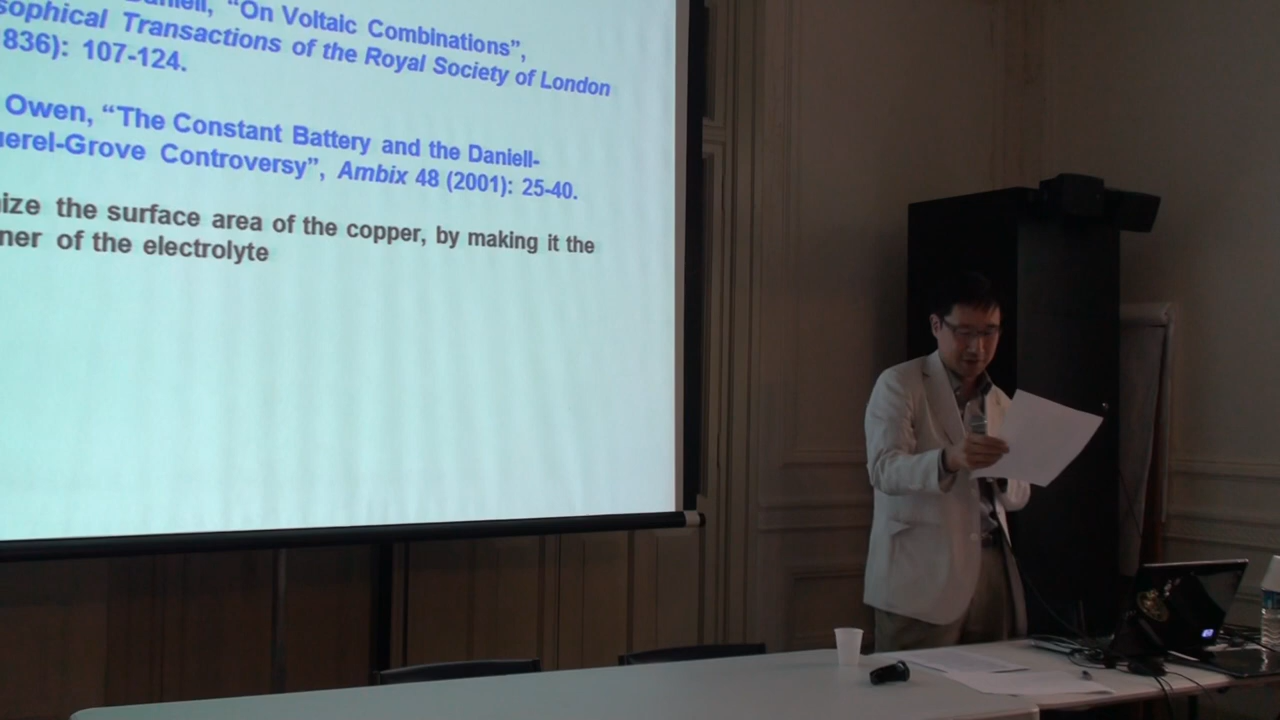 “On Voltaic Combinations”,
sophical Transactions of the Royal Society of London
836): 107-124.
Owen, “The Constant Battery and the Daniell-
erel-Grove Controversy”, Ambix 48 (2001): 25-40.
ize the surface area of the copper, by making it the
ner of the electrolyte